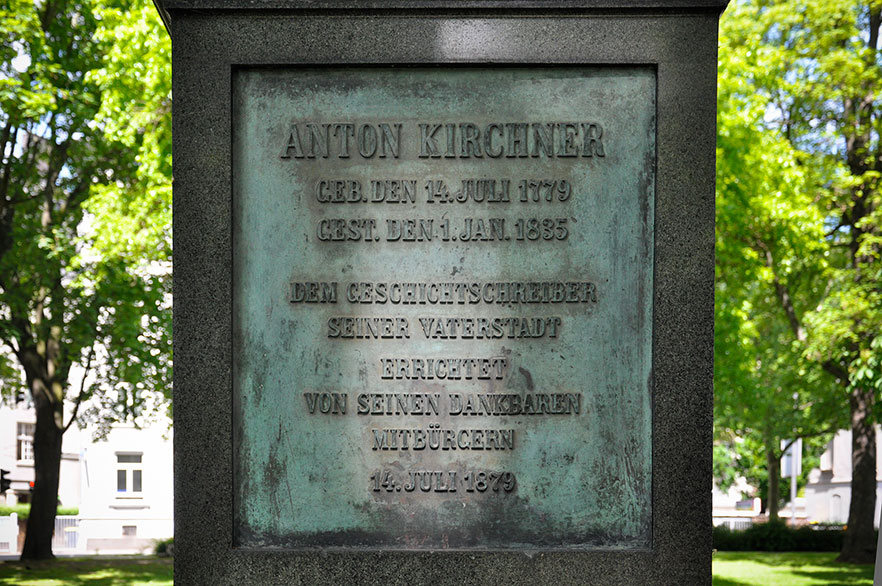 ANTON KIRCHNER
GEB. DEN 14. JULI 1779
GEST. DEN 1. JAN. 1835
DEM GESCHICHTSCHREIBER
SEINER VATERSTADT
ERRICHTET
VON SEINEN DANKBAREN
MITBÜRGERN
14. JULI 1879